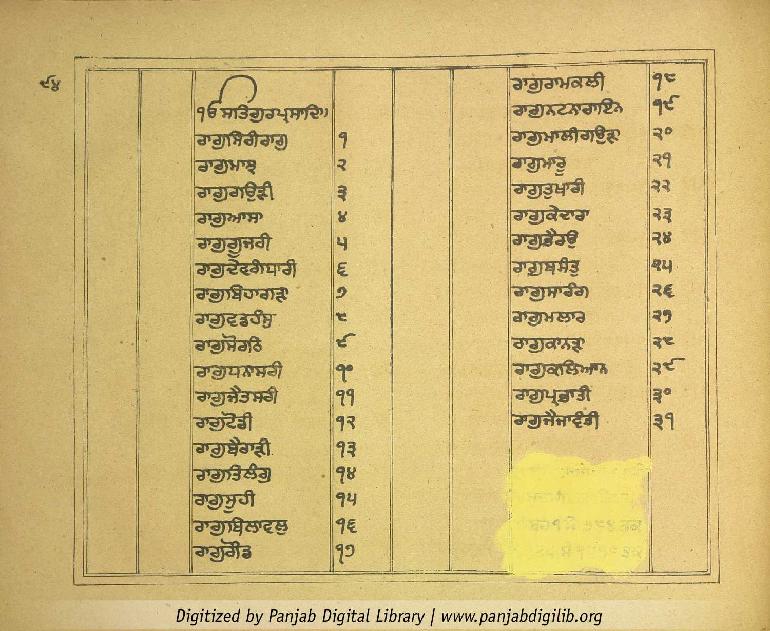 ੯੪
੧ਓ ਸਤਿਗੁਰਪ੍ਰਸਾਦਿ॥
ਰਾਗੁਸਿਰੀਰਾਗੁ ੧
ਰਾਗੁਮਾਝ ੨
ਰਾਗੁਗਉੜੀ ੩
ਰਾਗੁਆਸਾ ੪
ਰਾਗੁਗੂਜਰੀ ੫
ਰਾਗੁਦੇਵਗੰਧਾਰੀ ੬
ਰਾਗੁਬਿਹਾਗੜਾ ੭
ਰਾਗੁਵਡਹੰਸੁ ੮
ਰਾਗੁਸੋਰਠਿ ੯
ਰਾਗੁਧਨਾਸਰੀ ੧੦
ਰਾਗੁਜੈਤਸਰੀ ੧੧
ਰਾਗੁਟੋਡੀ ੧੨
ਰਾਗੁਬੈਰਾੜੀ ੧੩
ਰਾਗੁਤਿਲੰਗੁ ੧੪
ਰਾਗੁਸੂਹੀ ੧੫
ਰਾਗੁਬਿਲਾਵਲੁ ੧੬
ਰਾਗੁਗੌਂਡ ੧੭
ਰਾਗੁਰਾਮਕਲੀ ੧੮
ਰਾਗੁਨਟਨਾਰਾਇਨ ੧੯
ਰਾਗੁਮਾਲੀਗਉੜਾ ੨੦
ਰਾਗੁਮਾਰੂ ੨੧
ਰਾਗੁਤੁਖਾਰੀ ੨੨
ਰਾਗੁਕੇਦਾਰਾ ੨੩
ਰਾਗੁਭੈਰਉ ੨੪
ਰਾਗੁਬਸੰਤੁ ੨੫
ਰਾਗੁਸਾਰੰਗ ੨੬
ਰਾਗੁਮਲਾਰ ੨੭
ਰਾਗੁਕਾਨੜਾ ੨੮
ਰਾਗੁਕਲਿਆਨ ੨੯
ਰਾਗੁਪ੍ਰਭਾਤੀ ੩੦
ਰਾਗੁਜੈਜਾਵੰਤੀ ੩੧
Digitized by Panjab Digital Library | www.panjabdigilib.org